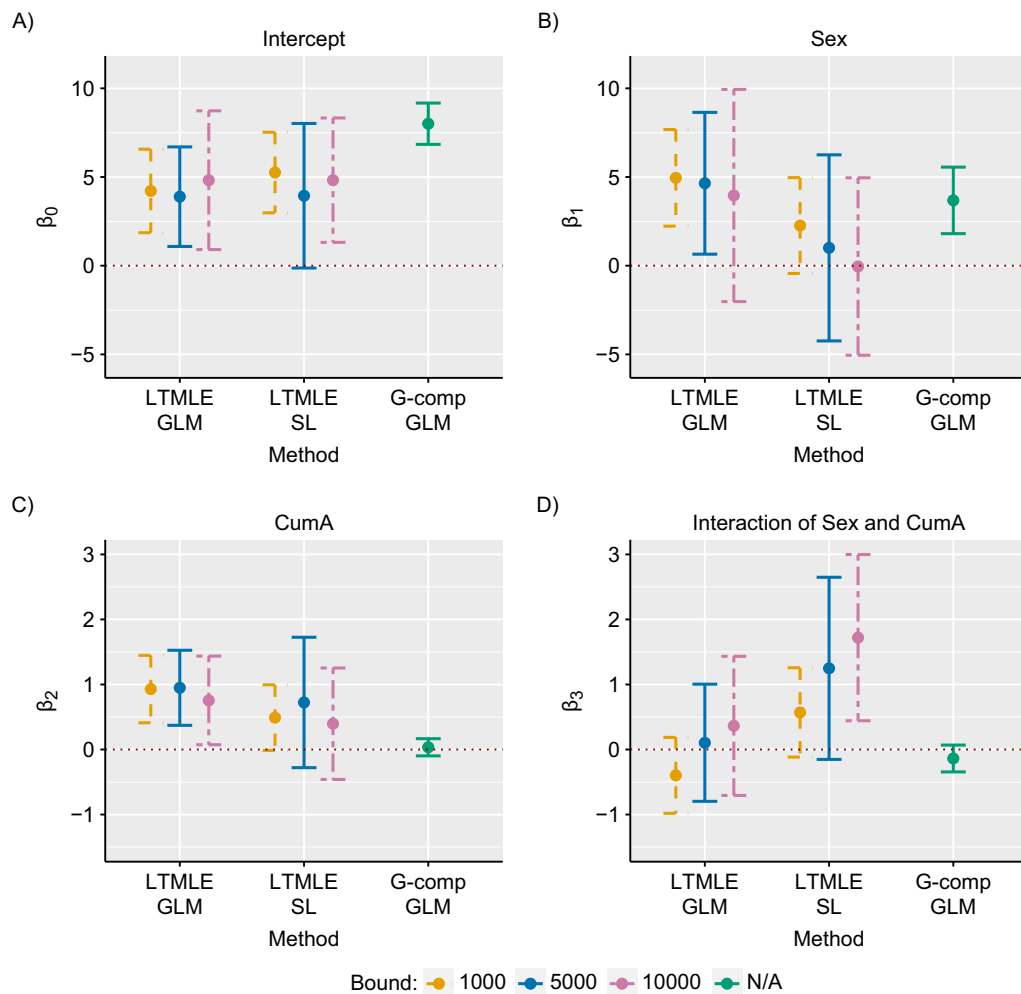 A)
Intercept
β0
10
5
0
−5
LTMLE GLM
LTMLE SL
G-comp GLM
Method
B)
Sex
β1
10
5
0
−5
LTMLE GLM
LTMLE SL
G-comp GLM
Method
C)
CumA
β2
3
2
1
0
−1
LTMLE GLM
LTMLE SL
G-comp GLM
Method
D)
Interaction of Sex and CumA
β3
3
2
1
0
−1
LTMLE GLM
LTMLE SL
G-comp GLM
Method
Bound: 1000 5000 10000 N/A